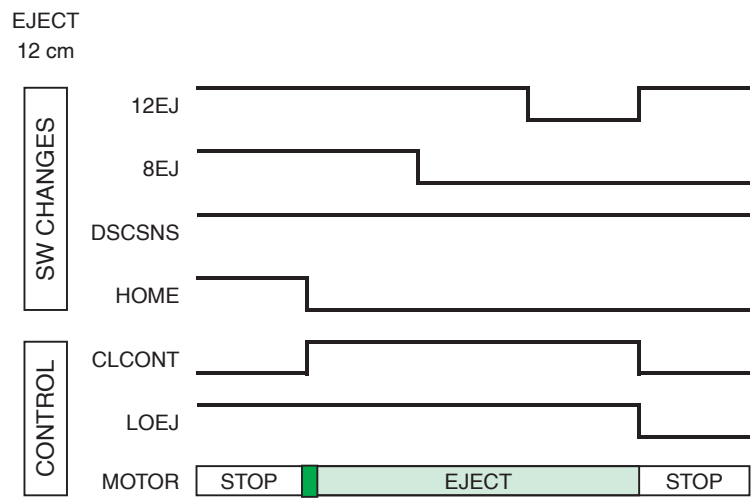 EJECT
12 cm
SW CHANGES
12EJ
8EJ
DSCSNS
HOME
CONTROL
CLCONT
LOEJ
MOTOR STOP EJECT STOP